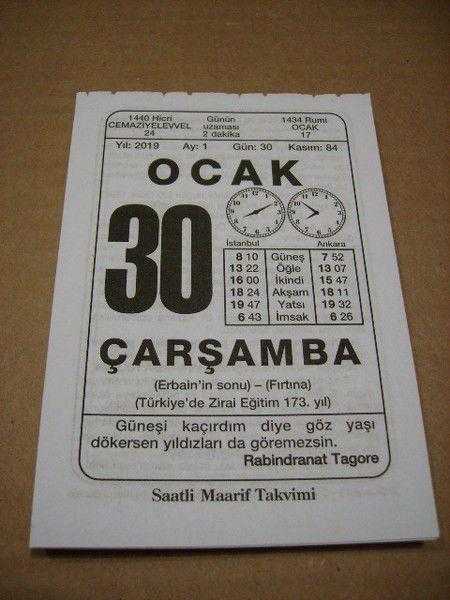 1440 Hicri Günün 1434 Rumi
CEMAZİYELEVVEL uzaması OCAK
24 2 dakika 17
Yıl: 2019 Ay: 1 Gün: 30 Kasım: 84
OCAK
30
İstanbul Ankara
8 10 Güneş 7 52
13 22 Öğle 13 07
16 00 İkindi 15 47
18 24 Akşam 18 11
19 47 Yatsı 19 32
6 43 İmsak 6 26
ÇARŞAMBA
(Erbain'in sonu) – (Fırtına)
(Türkiye'de Zirai Eğitim 173. yıl)
Güneşi kaçırdım diye göz yaşı
dökersen yıldızları da göremezsin.
Rabindranat Tagore
Saatli Maarif Takvimi